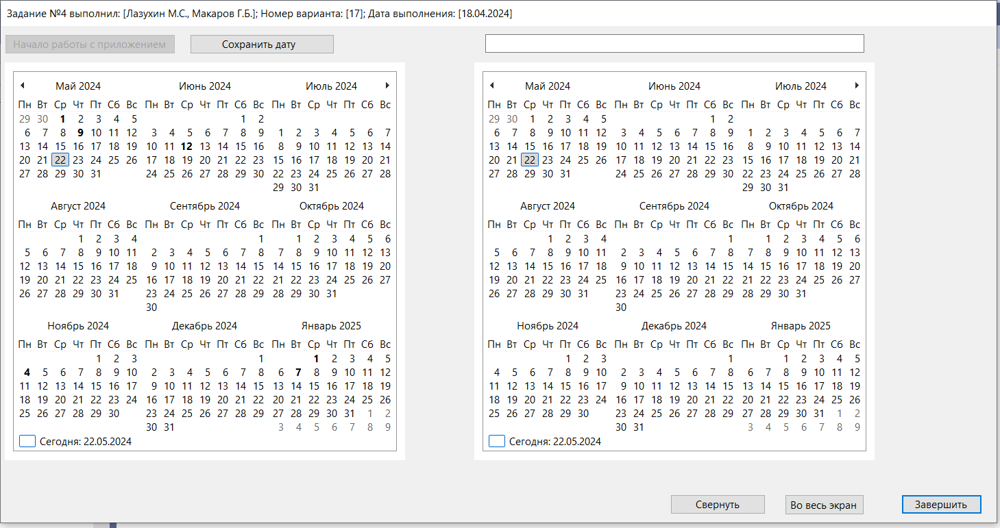 Задание №4 выполнил: [Лазухин М.С., Макаров Г.Б.]; Номер варианта: [17]; Дата выполнения: [18.04.2024]
Начало работы с приложением
Сохранить дату
Май 2024 Июнь 2024 Июль 2024
Пн Вт Ср Чт Пт Сб Вс Пн Вт Ср Чт Пт Сб Вс Пн Вт Ср Чт Пт Сб Вс
29 30 1 2 3 4 5 1 2
6 7 8 9 10 11 12 3 4 5 6 7 8 9 1 2 3 4 5 6 7
13 14 15 16 17 18 19 10 11 12 13 14 15 16 8 9 10 11 12 13 14
20 21 22 23 24 25 26 17 18 19 20 21 22 23 15 16 17 18 19 20 21
27 28 29 30 31 24 25 26 27 28 29 30 22 23 24 25 26 27 28
29 30 31
Август 2024 Сентябрь 2024 Октябрь 2024
Пн Вт Ср Чт Пт Сб Вс Пн Вт Ср Чт Пт Сб Вс Пн Вт Ср Чт Пт Сб Вс
1 2 3 4 1 1 2 3 4 5 6
5 6 7 8 9 10 11 2 3 4 5 6 7 8 7 8 9 10 11 12 13
12 13 14 15 16 17 18 9 10 11 12 13 14 15 14 15 16 17 18 19 20
19 20 21 22 23 24 25 16 17 18 19 20 21 22 21 22 23 24 25 26 27
26 27 28 29 30 31 23 24 25 26 27 28 29 28 29 30 31
30
Ноябрь 2024 Декабрь 2024 Январь 2025
Пн Вт Ср Чт Пт Сб Вс Пн Вт Ср Чт Пт Сб Вс Пн Вт Ср Чт Пт Сб Вс
1 2 3 1 1 2 3 4 5
4 5 6 7 8 9 10 2 3 4 5 6 7 8 6 7 8 9 10 11 12
11 12 13 14 15 16 17 9 10 11 12 13 14 15 13 14 15 16 17 18 19
18 19 20 21 22 23 24 16 17 18 19 20 21 22 20 21 22 23 24 25 26
25 26 27 28 29 30 23 24 25 26 27 28 29 27 28 29 30 31 1 2
30 31 3 4 5 6 7 8 9
Сегодня: 22.05.2024
Май 2024 Июнь 2024 Июль 2024
Пн Вт Ср Чт Пт Сб Вс Пн Вт Ср Чт Пт Сб Вс Пн Вт Ср Чт Пт Сб Вс
29 30 1 2 3 4 5 1 2
6 7 8 9 10 11 12 3 4 5 6 7 8 9 1 2 3 4 5 6 7
13 14 15 16 17 18 19 10 11 12 13 14 15 16 8 9 10 11 12 13 14
20 21 22 23 24 25 26 17 18 19 20 21 22 23 15 16 17 18 19 20 21
27 28 29 30 31 24 25 26 27 28 29 30 22 23 24 25 26 27 28
29 30 31
Август 2024 Сентябрь 2024 Октябрь 2024
Пн Вт Ср Чт Пт Сб Вс Пн Вт Ср Чт Пт Сб Вс Пн Вт Ср Чт Пт Сб Вс
1 2 3 4 1 1 2 3 4 5 6
5 6 7 8 9 10 11 2 3 4 5 6 7 8 7 8 9 10 11 12 13
12 13 14 15 16 17 18 9 10 11 12 13 14 15 14 15 16 17 18 19 20
19 20 21 22 23 24 25 16 17 18 19 20 21 22 21 22 23 24 25 26 27
26 27 28 29 30 31 23 24 25 26 27 28 29 28 29 30 31
30
Ноябрь 2024 Декабрь 2024 Январь 2025
Пн Вт Ср Чт Пт Сб Вс Пн Вт Ср Чт Пт Сб Вс Пн Вт Ср Чт Пт Сб Вс
1 2 3 1 1 2 3 4 5
4 5 6 7 8 9 10 2 3 4 5 6 7 8 6 7 8 9 10 11 12
11 12 13 14 15 16 17 9 10 11 12 13 14 15 13 14 15 16 17 18 19
18 19 20 21 22 23 24 16 17 18 19 20 21 22 20 21 22 23 24 25 26
25 26 27 28 29 30 23 24 25 26 27 28 29 27 28 29 30 31 1 2
30 31 3 4 5 6 7 8 9
Сегодня: 22.05.2024
Свернуть
Во весь экран
Завершить